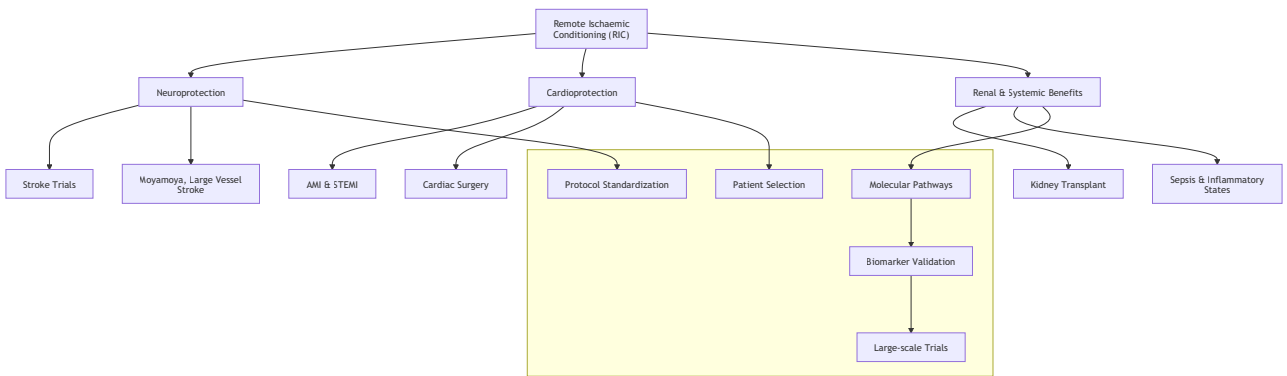 Remote Ischaemic
Conditioning (RIC)
Neuroprotection
Cardioprotection
Renal & Systemic Benefits
Stroke Trials
Moyamoya, Large Vessel
Stroke
AMI & STEMI
Cardiac Surgery
Protocol Standardization
Patient Selection
Molecular Pathways
Kidney Transplant
Sepsis & Inflammatory
States
Biomarker Validation
Large-scale Trials